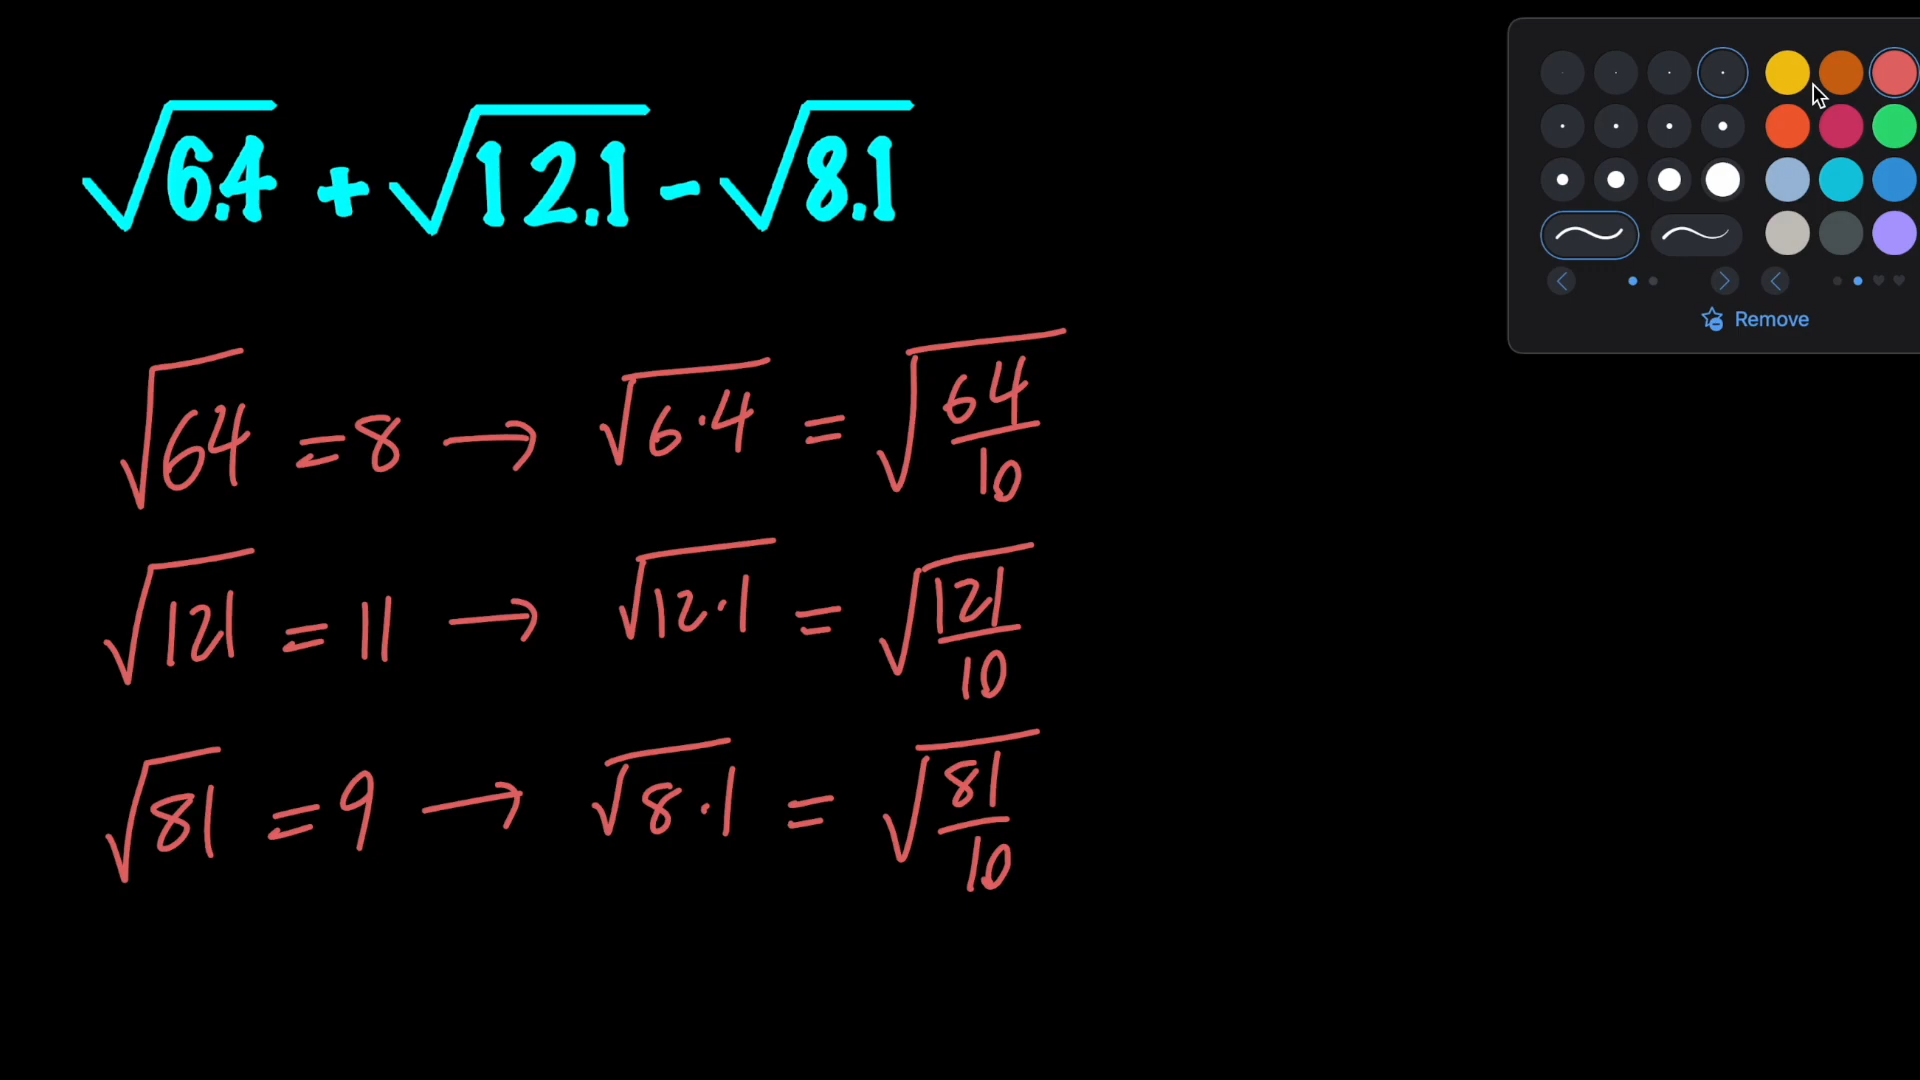 √6.4 + √12.1 - √8.1
√64 = 8 → √6.4 = √64/10
√121 = 11 → √12.1 = √121/10
√81 = 9 → √8.1 = √81/10
Remove